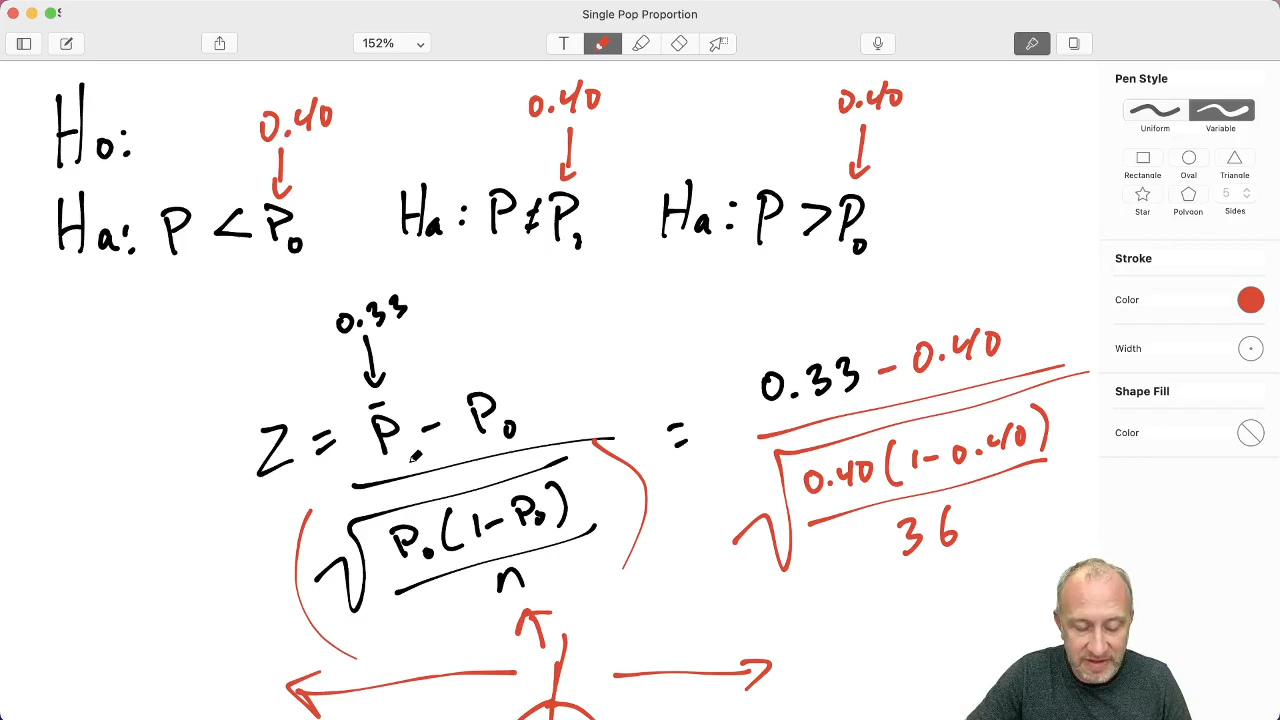 Single Pop Proportion
T
152%
Pen Style
Uniform Variable
Rectangle Oval Triangle
Star Polygon Sides
5
Stroke
Color
Width
Shape Fill
Color
0.40 0.40 0.40
Ho:
Ha: P < P₀ Ha: P ≠ P₀ Ha: P > P₀
0.33
Z = P̄ - P₀ = 0.33 - 0.40
√ P₀(1-P₀) √ 0.40(1-0.40)
n 36